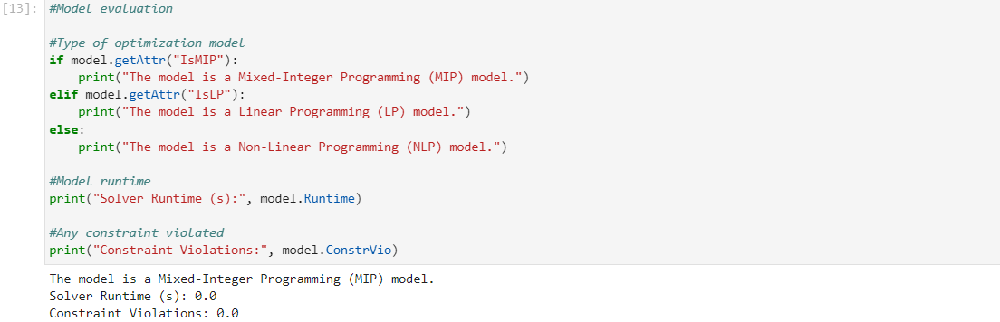 [13]: #Model evaluation
#Type of optimization model
if model.getAttr("IsMIP"):
print("The model is a Mixed-Integer Programming (MIP) model.")
elif model.getAttr("IsLP"):
print("The model is a Linear Programming (LP) model.")
else:
print("The model is a Non-Linear Programming (NLP) model.")
#Model runtime
print("Solver Runtime (s):", model.Runtime)
#Any constraint violated
print("Constraint Violations:", model.ConstrVio)
The model is a Mixed-Integer Programming (MIP) model.
Solver Runtime (s): 0.0
Constraint Violations: 0.0